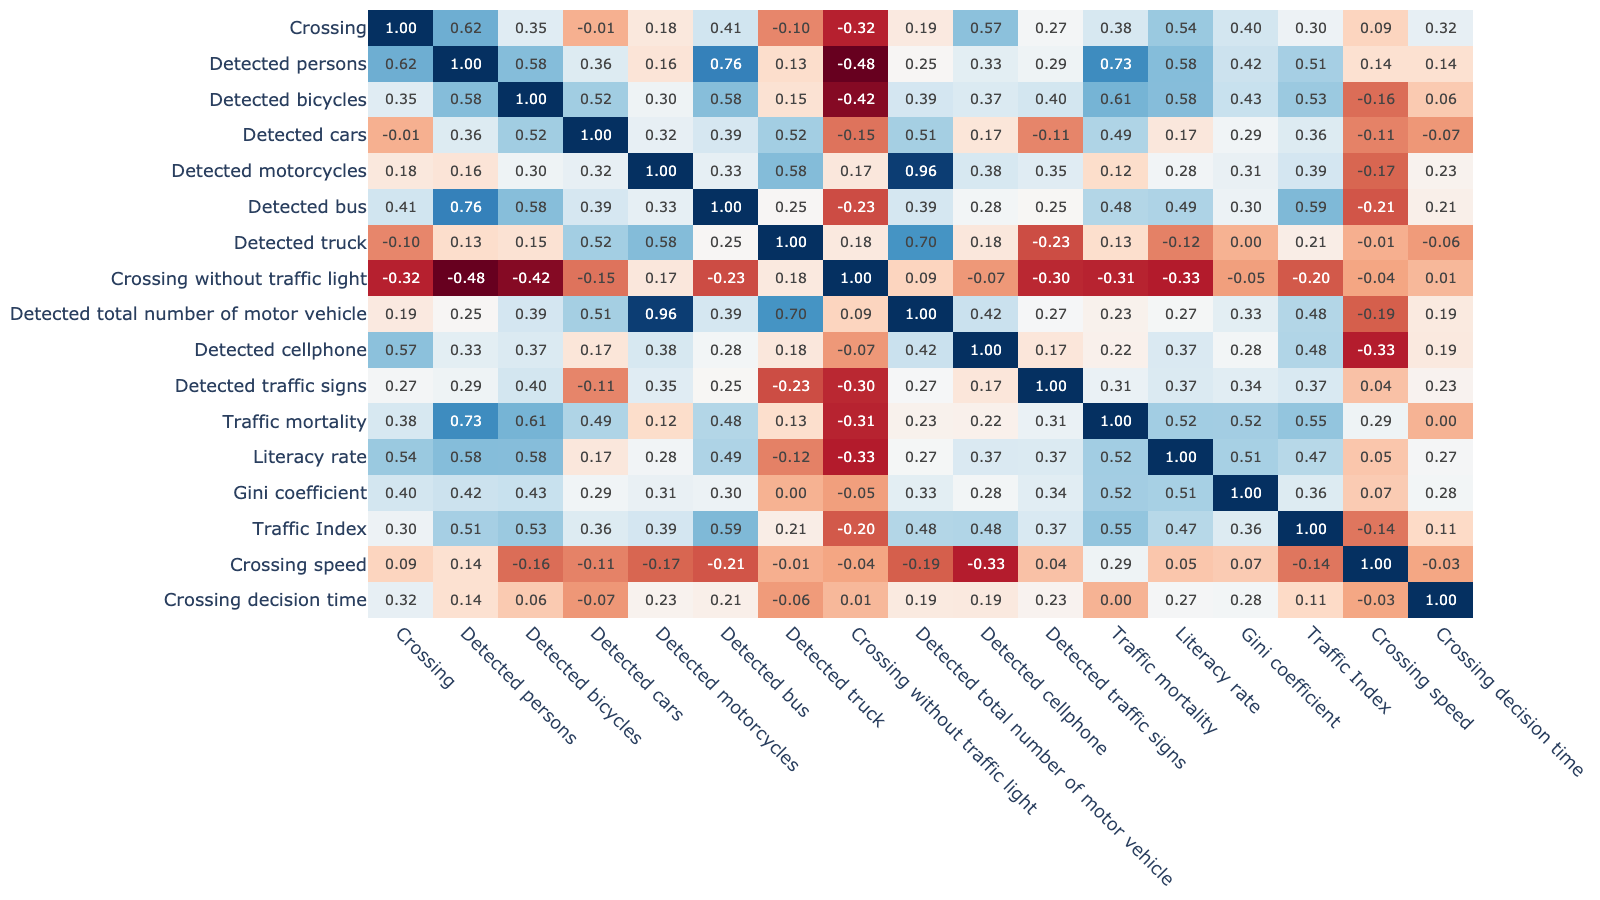 Crossing 1.00 0.62 0.35 -0.01 0.18 0.41 -0.10 -0.32 0.19 0.57 0.27 0.38 0.54 0.40 0.30 0.09 0.32
Detected persons 0.62 1.00 0.58 0.36 0.16 0.76 0.13 -0.48 0.25 0.33 0.29 0.73 0.58 0.42 0.51 0.14 0.14
Detected bicycles 0.35 0.58 1.00 0.52 0.30 0.58 0.15 -0.42 0.39 0.37 0.40 0.61 0.58 0.43 0.53 -0.16 0.06
Detected cars -0.01 0.36 0.52 1.00 0.32 0.39 0.52 -0.15 0.51 0.17 -0.11 0.49 0.17 0.29 0.36 -0.11 -0.07
Detected motorcycles 0.18 0.16 0.30 0.32 1.00 0.33 0.58 0.17 0.96 0.38 0.35 0.12 0.28 0.31 0.39 -0.17 0.23
Detected bus 0.41 0.76 0.58 0.39 0.33 1.00 0.25 -0.23 0.39 0.28 0.25 0.48 0.49 0.30 0.59 -0.21 0.21
Detected truck -0.10 0.13 0.15 0.52 0.58 0.25 1.00 0.18 0.70 0.18 -0.23 0.13 -0.12 0.00 0.21 -0.01 -0.06
Crossing without traffic light -0.32 -0.48 -0.42 -0.15 0.17 -0.23 0.18 1.00 0.09 -0.07 -0.30 -0.31 -0.33 -0.05 -0.20 -0.04 0.01
Detected total number of motor vehicle 0.19 0.25 0.39 0.51 0.96 0.39 0.70 0.09 1.00 0.42 0.27 0.23 0.27 0.33 0.48 -0.19 0.19
Detected cellphone 0.57 0.33 0.37 0.17 0.38 0.28 0.18 -0.07 0.42 1.00 0.17 0.22 0.37 0.28 0.48 -0.33 0.19
Detected traffic signs 0.27 0.29 0.40 -0.11 0.35 0.25 -0.23 -0.30 0.27 0.17 1.00 0.31 0.37 0.34 0.37 0.04 0.23
Traffic mortality 0.38 0.73 0.61 0.49 0.12 0.48 0.13 -0.31 0.23 0.22 0.31 1.00 0.52 0.52 0.55 0.29 0.00
Literacy rate 0.54 0.58 0.58 0.17 0.28 0.49 -0.12 -0.33 0.27 0.37 0.37 0.52 1.00 0.51 0.47 0.05 0.27
Gini coefficient 0.40 0.42 0.43 0.29 0.31 0.30 0.00 -0.05 0.33 0.28 0.34 0.52 0.51 1.00 0.36 0.07 0.28
Traffic Index 0.30 0.51 0.53 0.36 0.39 0.59 0.21 -0.20 0.48 0.48 0.37 0.55 0.47 0.36 1.00 -0.14 0.11
Crossing speed 0.09 0.14 -0.16 -0.11 -0.17 -0.21 -0.01 -0.04 -0.19 -0.33 0.04 0.29 0.05 0.07 -0.14 1.00 -0.03
Crossing decision time 0.32 0.14 0.06 -0.07 0.23 0.21 -0.06 0.01 0.19 0.19 0.23 0.00 0.27 0.28 0.11 -0.03 1.00
Crossing
Detected persons
Detected bicycles
Detected cars
Detected motorcycles
Detected bus
Detected truck
Crossing without traffic light
Detected total number of motor vehicle
Detected cellphone
Detected traffic signs
Traffic mortality
Literacy rate
Gini coefficient
Traffic Index
Crossing speed
Crossing decision time